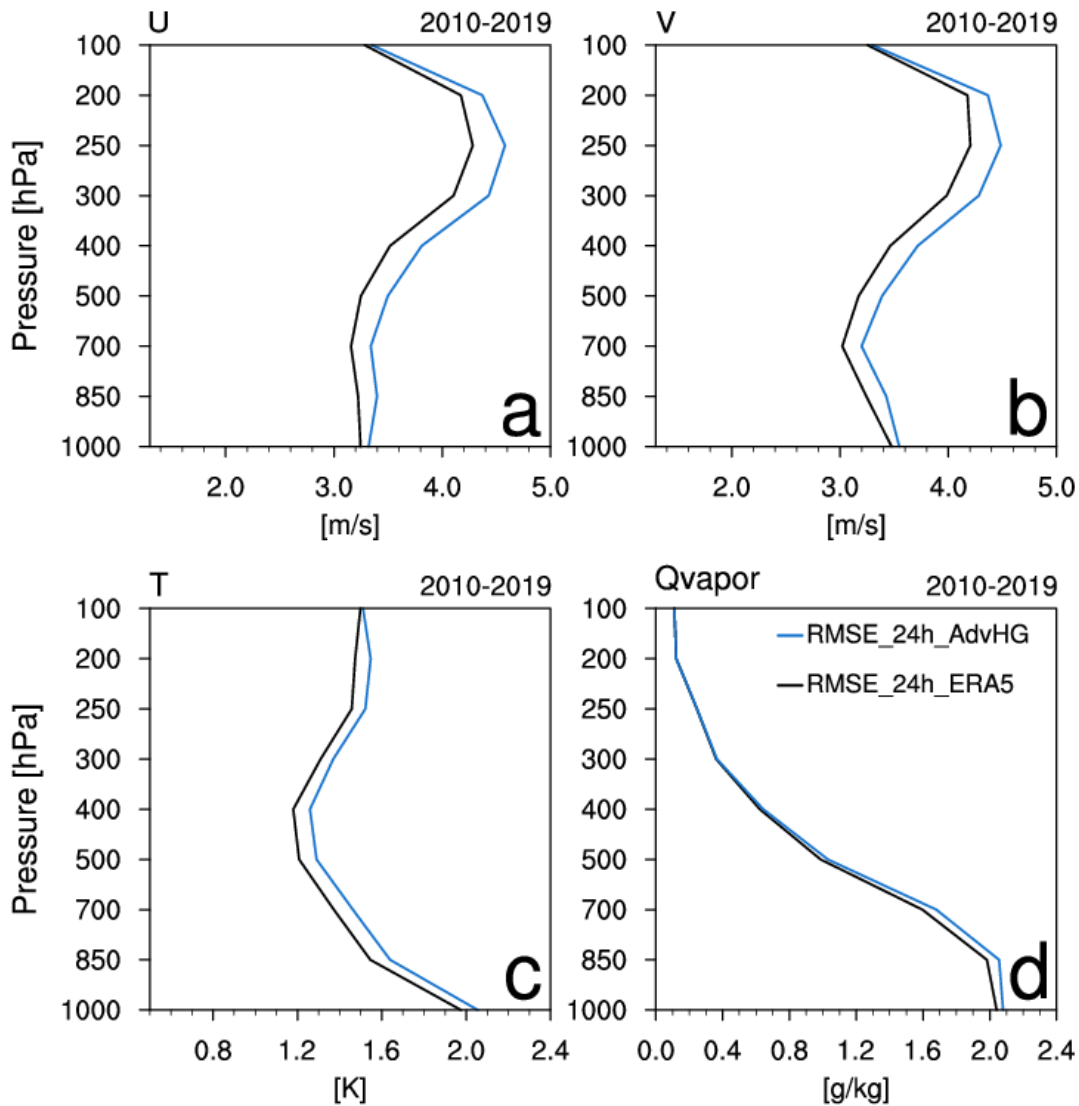 U 2010-2019
V 2010-2019
100
200
250
300
400
500
700
850
1000
Pressure [hPa]
a
2.0 3.0 4.0 5.0
[m/s]
100
200
250
300
400
500
700
850
1000
b
2.0 3.0 4.0 5.0
[m/s]
T 2010-2019
Qvapor 2010-2019
100
200
250
300
400
500
700
850
1000
Pressure [hPa]
c
0.8 1.2 1.6 2.0 2.4
[K]
100
200
250
300
400
500
700
850
1000
RMSE_24h_AdvHG
RMSE_24h_ERA5
d
0.0 0.4 0.8 1.2 1.6 2.0 2.4
[g/kg]